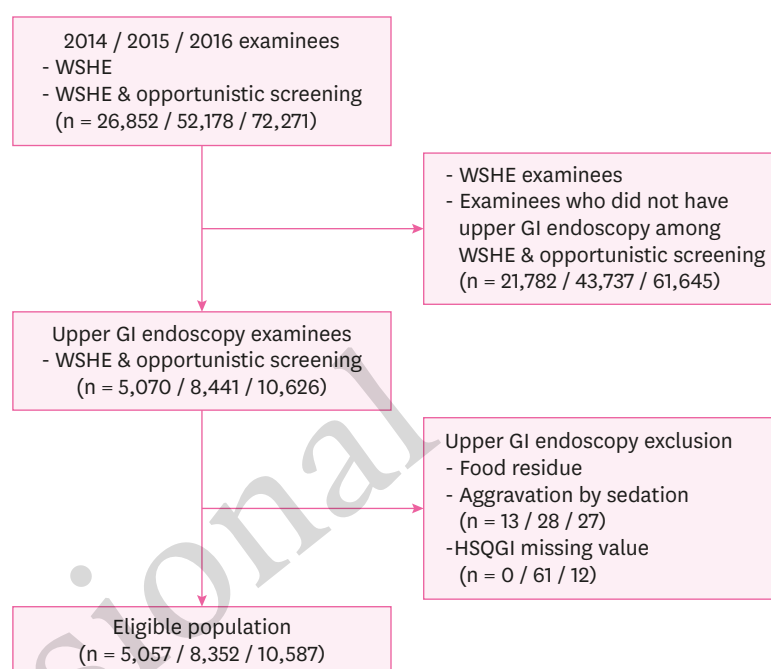 2014 / 2015 / 2016 examinees
- WSHE
- WSHE & opportunistic screening
(n = 26,852 / 52,178 / 72,271)
- WSHE examinees
- Examinees who did not have
upper GI endoscopy among
WSHE & opportunistic screening
(n = 21,782 / 43,737 / 61,645)
Upper GI endoscopy examinees
- WSHE & opportunistic screening
(n = 5,070 / 8,441 / 10,626)
Upper GI endoscopy exclusion
- Food residue
- Aggravation by sedation
(n = 13 / 28 / 27)
-HSQGI missing value
(n = 0 / 61 / 12)
Eligible population
(n = 5,057 / 8,352 / 10,587)
sional